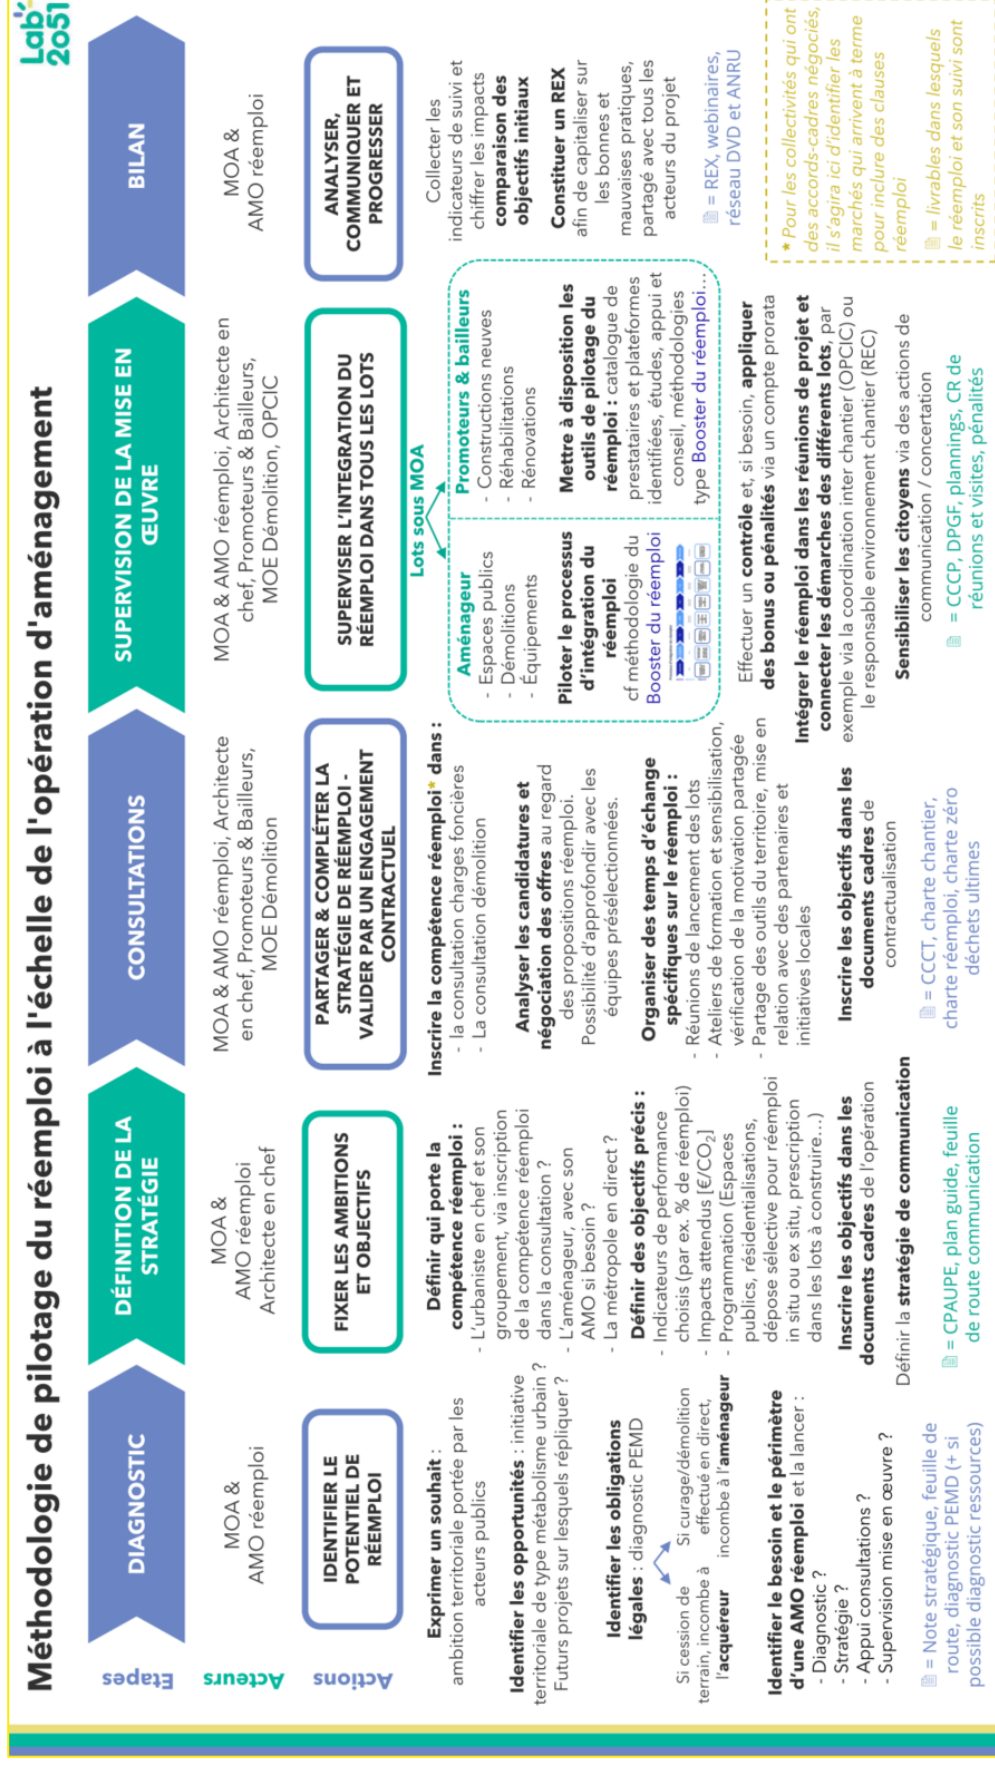 Lab
2051
Méthodologie de pilotage du réemploi à l'échelle de l'opération d'aménagement
Etapes
DIAGNOSTIC
DÉFINITION DE LA
STRATÉGIE
CONSULTATIONS
SUPERVISION DE LA MISE EN
ŒUVRE
BILAN
Acteurs
MOA &
AMO réemploi
MOA &
AMO réemploi
Architecte en chef
MOA & AMO réemploi, Architecte
en chef, Promoteurs & Bailleurs,
MOE Démolition
MOA & AMO réemploi, Architecte en
chef, Promoteurs & Bailleurs,
MOE Démolition, OPCIC
MOA &
AMO réemploi
Actions
IDENTIFIER LE
POTENTIEL DE
RÉEMPLOI
Exprimer un souhait :
ambition territoriale portée par les
acteurs publics
Identifier les opportunités : initiative
territoriale de type métabolisme urbain ?
Futurs projets sur lesquels répliquer ?
Identifier les obligations
légales : diagnostic PEMD
Si cession de
terrain, incombe à
l'acquéreur
Si curage/démolition
effectué en direct,
incombe à l'aménageur
Identifier le besoin et le périmètre
d'une AMO réemploi et la lancer :
- Diagnostic ?
- Stratégie ?
- Appui consultations ?
- Supervision mise en œuvre ?
= Note stratégique, feuille de
route, diagnostic PEMD (+ si
possible diagnostic ressources)
FIXER LES AMBITIONS
ET OBJECTIFS
Définir qui porte la
compétence réemploi :
- L'urbaniste en chef et son
groupement, via inscription
de la compétence réemploi
dans la consultation ?
- L'aménageur, avec son
AMO si besoin ?
- La métropole en direct ?
Définir des objectifs précis :
- Indicateurs de performance
choisis (par ex. % de réemploi)
- Impacts attendus [€/CO₂]
- Programmation (Espaces
publics, résidentialisations,
dépose sélective pour réemploi
in situ ou ex situ, prescription
dans les lots à construire...)
Inscrire les objectifs dans les
documents cadres de l'opération
Définir la stratégie de communication
= CPAUPE, plan guide, feuille
de route communication
PARTAGER & COMPLÉTER LA
STRATÉGIE DE RÉEMPLOI -
VALIDER PAR UN ENGAGEMENT
CONTRACTUEL
Inscrire la compétence réemploi* dans :
- la consultation charges foncières
- La consultation démolition
Analyser les candidatures et
négociation des offres au regard
des propositions réemploi.
Possibilité d'approfondir avec les
équipes présélectionnées.
Organiser des temps d'échange
spécifiques sur le réemploi :
- Réunions de lancement des lots
- Ateliers de formation et sensibilisation,
vérification de la motivation partagée
- Partage des outils du territoire, mise en
relation avec des partenaires et
initiatives locales
Inscrire les objectifs dans les
documents cadres de
contractualisation
= CCCT, charte chantier,
charte réemploi, charte zéro
déchets ultimes
SUPERVISER L'INTEGRATION DU
RÉEMPLOI DANS TOUS LES LOTS
Lots sous MOA
Aménageur
- Espaces publics
- Démolitions
- Équipements
Piloter le processus
d'intégration du
réemploi
cf méthodologie du
Booster du réemploi
Promoteurs & bailleurs
- Constructions neuves
- Réhabilitations
- Rénovations
Mettre à disposition les
outils de pilotage du
réemploi : catalogue de
prestataires et plateformes
identifiées, études, appui et
conseil, méthodologies
type Booster du réemploi...
Effectuer un contrôle et, si besoin, appliquer
des bonus ou pénalités via un compte prorata
Intégrer le réemploi dans les réunions de projet et
connecter les démarches des différents lots, par
exemple via la coordination inter chantier (OPCIC) ou
le responsable environnement chantier (REC)
Sensibiliser les citoyens via des actions de
communication / concertation
= CCCP, DPGF, plannings, CR de
réunions et visites, pénalités
ANALYSER,
COMMUNIQUER ET
PROGRESSER
Collecter les
indicateurs de suivi et
chiffrer les impacts
comparaison des
objectifs initiaux
Constituer un REX
afin de capitaliser sur
les bonnes et
mauvaises pratiques,
partagé avec tous les
acteurs du projet
= REX, webinaires,
réseau DVD et ANRU
* Pour les collectivités qui ont
des accords-cadres négociés,
il s'agira ici d'identifier les
marchés qui arrivent à terme
pour inclure des clauses
réemploi
= livrables dans lesquels
le réemploi et son suivi sont
inscrits